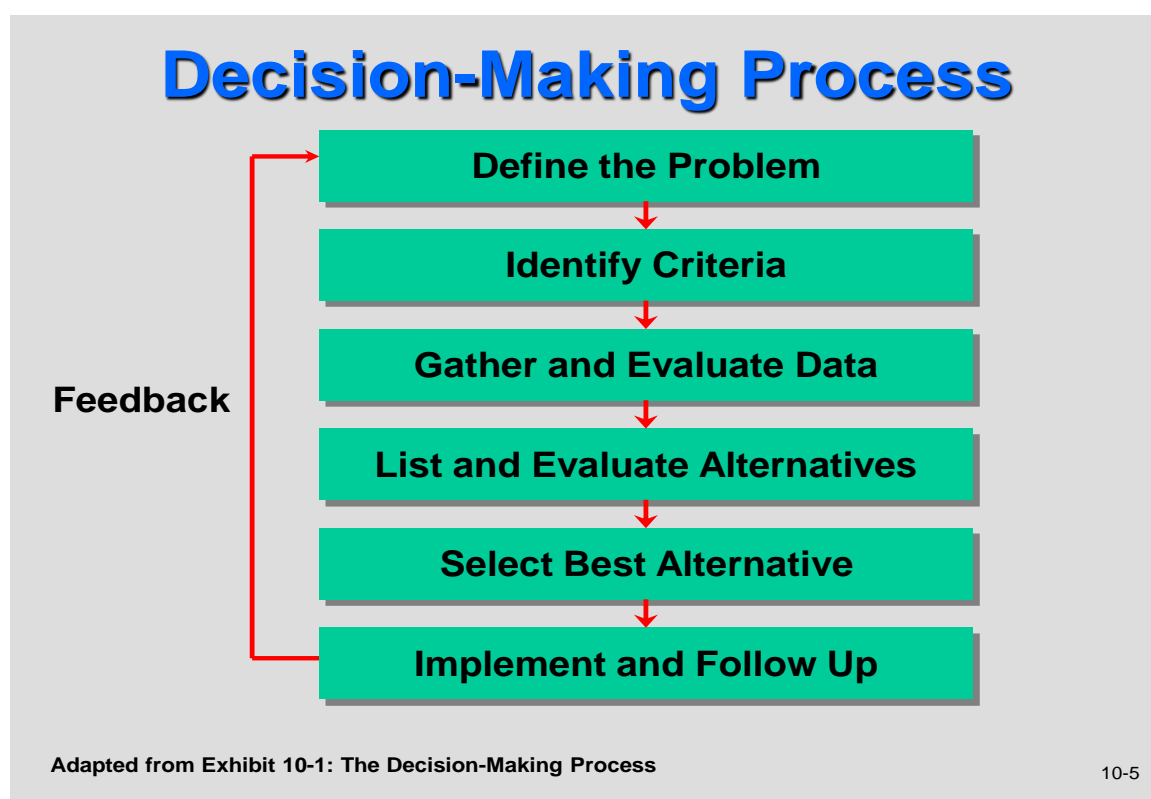 Decision-Making Process
Define the Problem
Identify Criteria
Gather and Evaluate Data
Feedback
List and Evaluate Alternatives
Select Best Alternative
Implement and Follow Up
Adapted from Exhibit 10-1: The Decision-Making Process
10-5